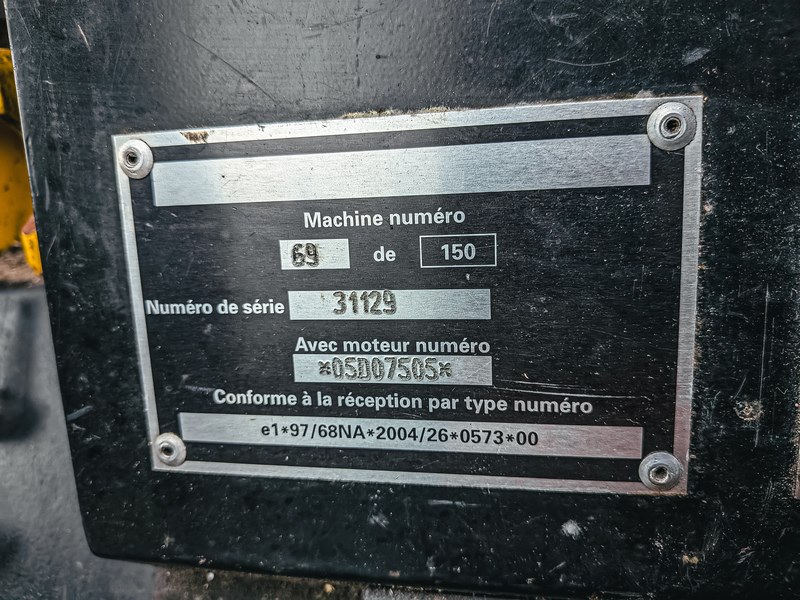 Machine numéro
69 de 150
Numéro de série 31129
Avec moteur numéro
*05D07505*
Conforme à la réception par type numéro
e1*97/68NA*2004/26*0573*00